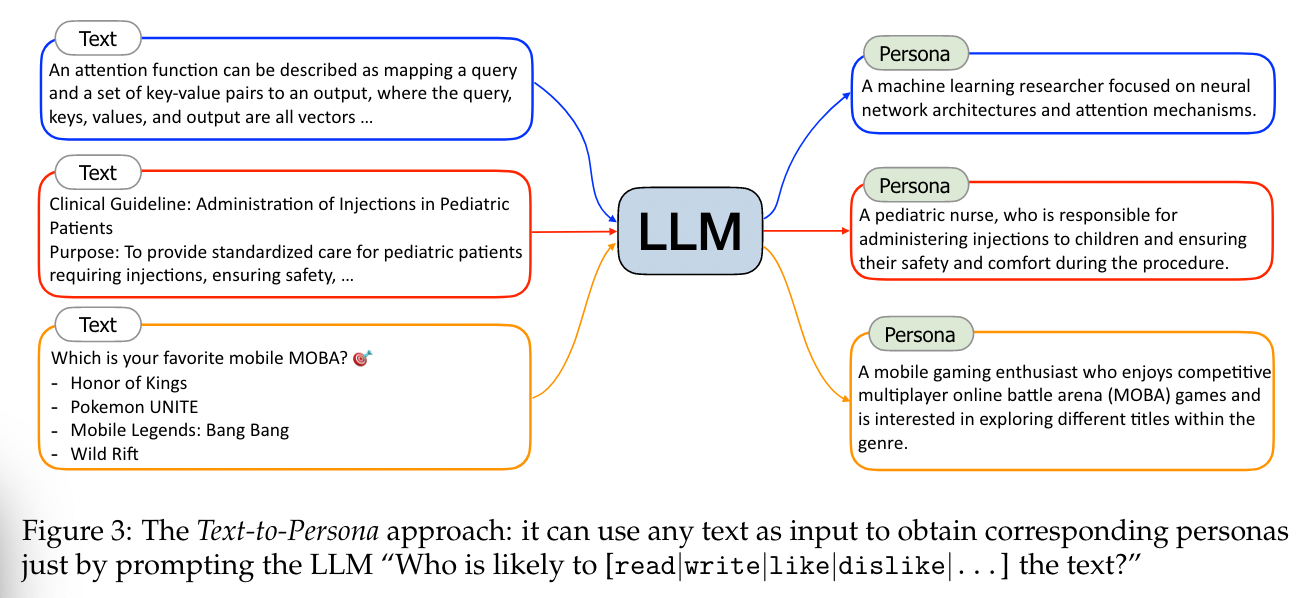 Text
An attention function can be described as mapping a query
and a set of key-value pairs to an output, where the query,
keys, values, and output are all vectors ...
Text
Clinical Guideline: Administration of Injections in Pediatric
Patients
Purpose: To provide standardized care for pediatric patients
requiring injections, ensuring safety, ...
Text
Which is your favorite mobile MOBA? 🎯
- Honor of Kings
- Pokemon UNITE
- Mobile Legends: Bang Bang
- Wild Rift
LLM
Persona
A machine learning researcher focused on neural
network architectures and attention mechanisms.
Persona
A pediatric nurse, who is responsible for
administering injections to children and ensuring
their safety and comfort during the procedure.
Persona
A mobile gaming enthusiast who enjoys competitive
multiplayer online battle arena (MOBA) games and
is interested in exploring different titles within the
genre.
Figure 3: The Text-to-Persona approach: it can use any text as input to obtain corresponding personas
just by prompting the LLM “Who is likely to [read|write|like|dislike|...] the text?”